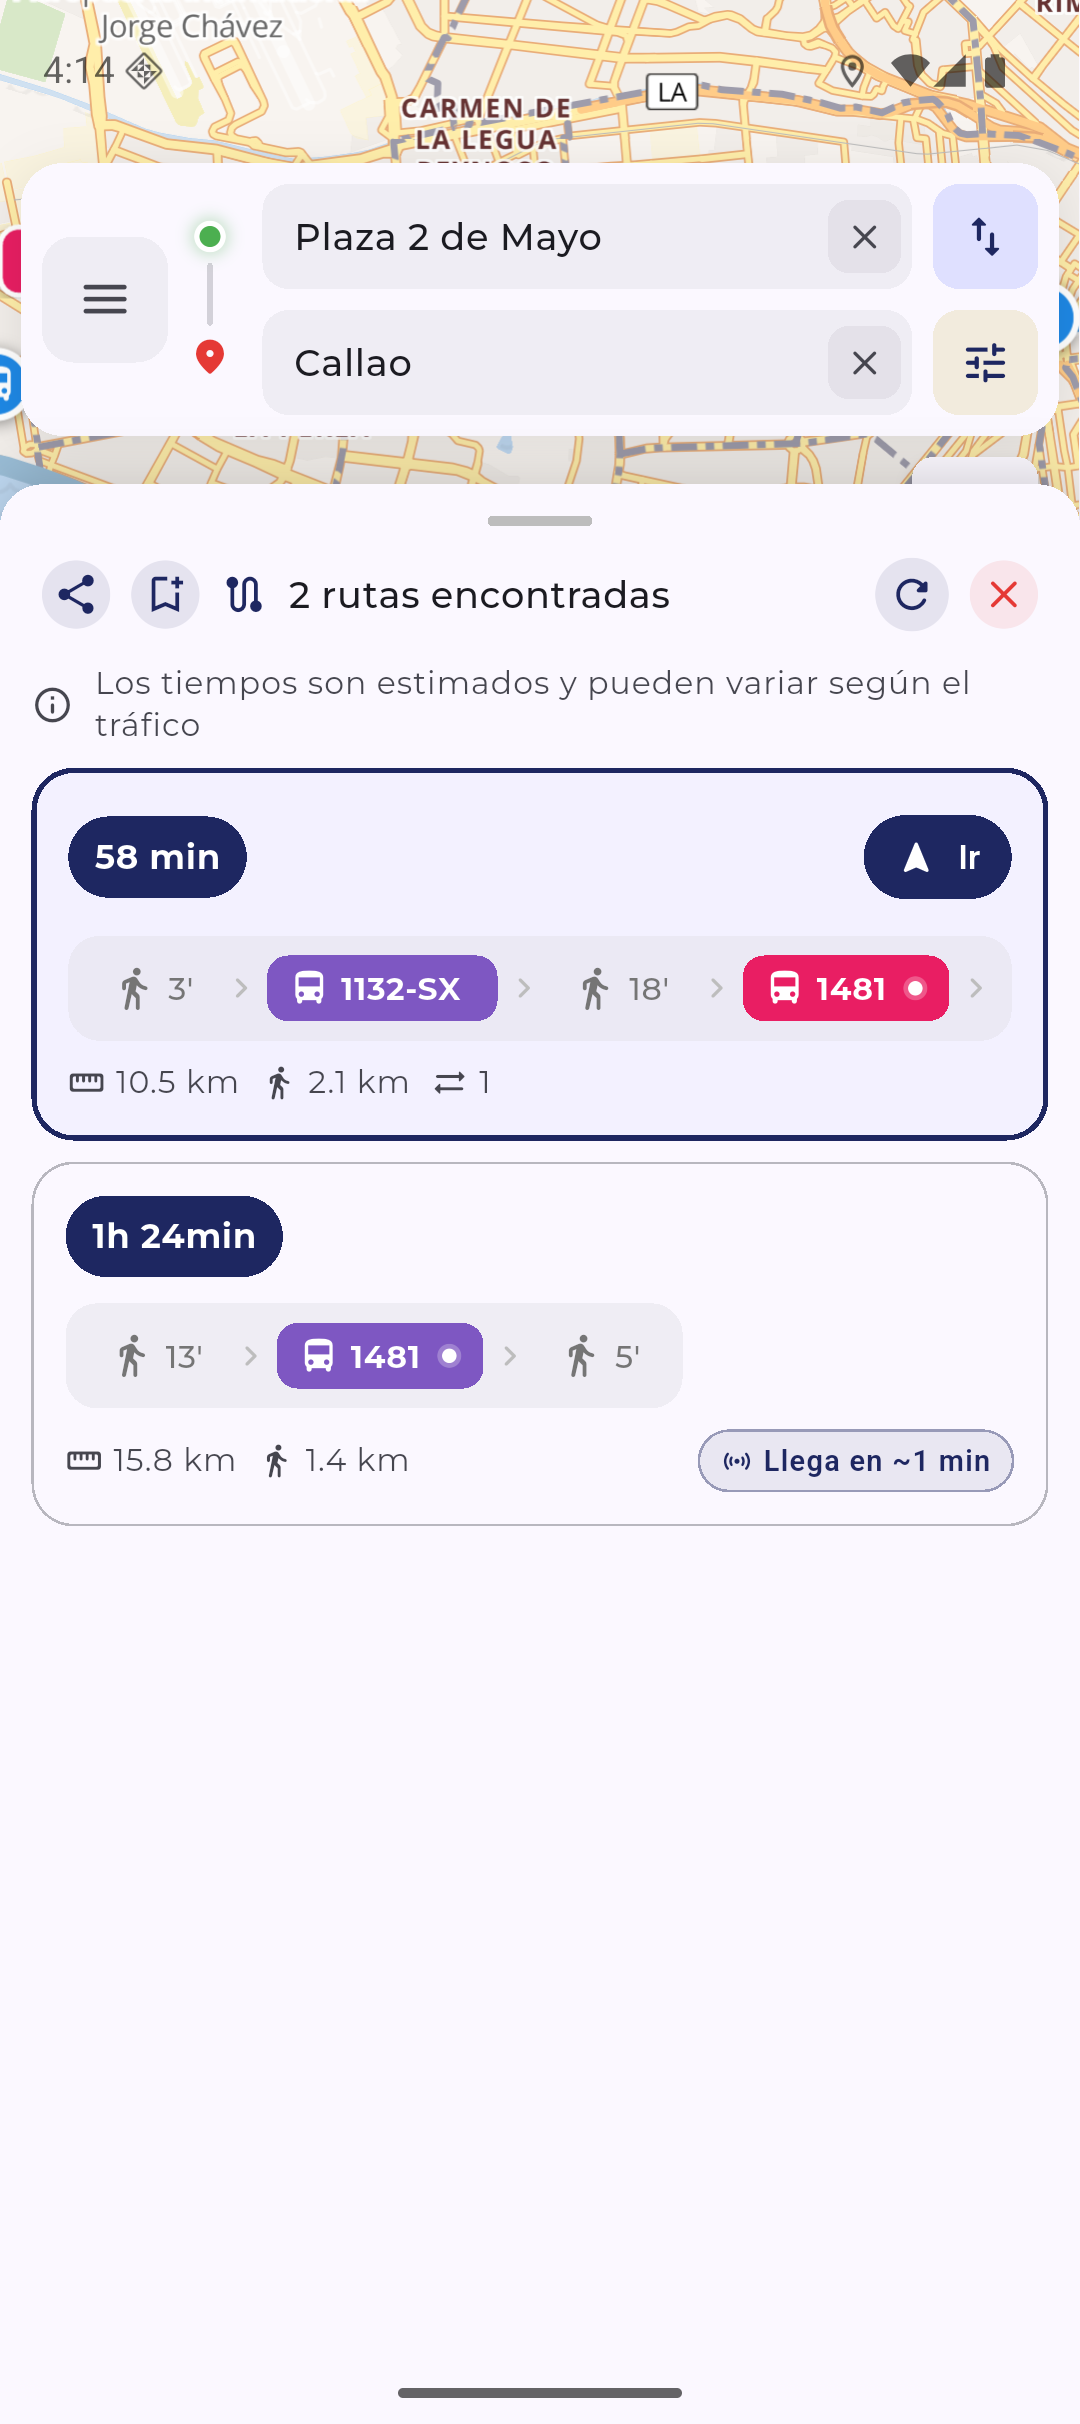 Jorge Chávez
4:14
LA
CARMEN DE
LA LEGUA
Plaza 2 de Mayo
Callao
2 rutas encontradas
Los tiempos son estimados y pueden variar según el
tráfico
58 min
Ir
3' 1132-SX 18' 1481
10.5 km 2.1 km 1
1h 24min
13' 1481 5'
15.8 km 1.4 km Llega en ~1 min